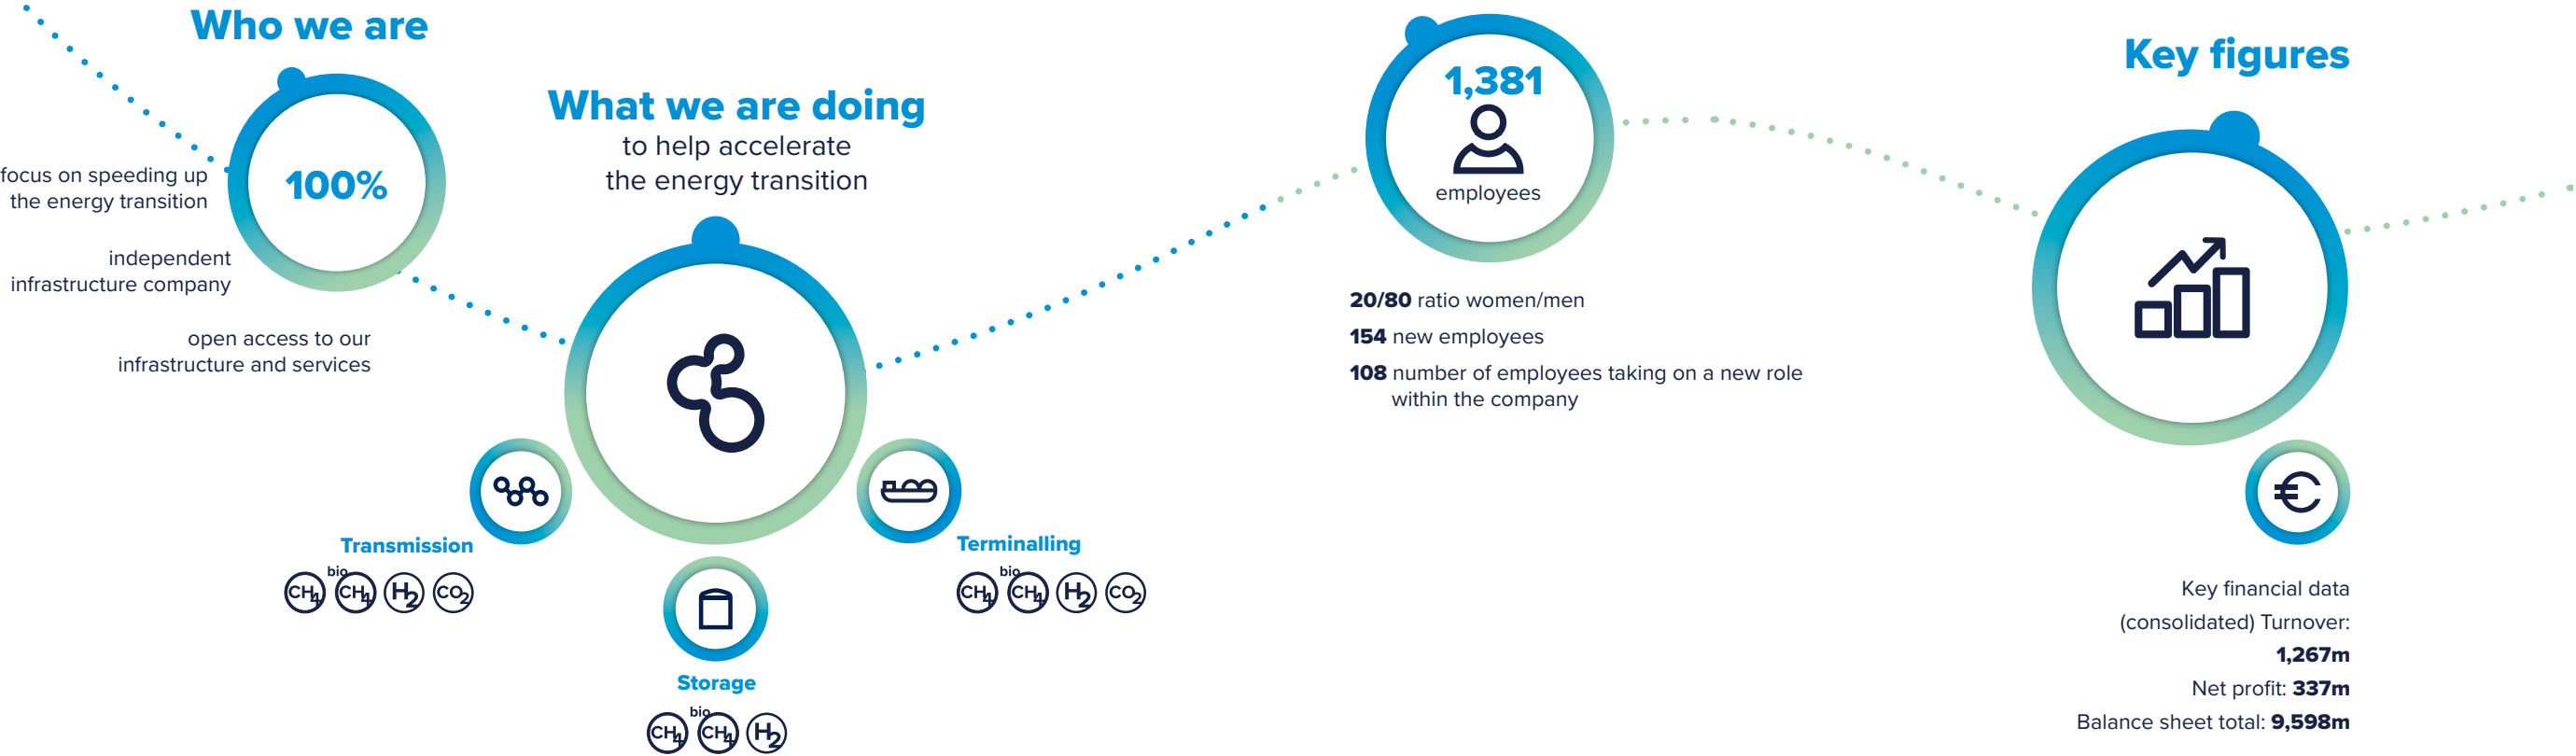 Who we are
100%
focus on speeding up
the energy transition
independent
infrastructure company
open access to our
infrastructure and services
What we are doing
to help accelerate
the energy transition
Transmission
CH4 bio CH4 H2 CO2
Storage
CH4 bio CH4 H2
Terminalling
CH4 bio CH4 H2 CO2
1,381
employees
20/80 ratio women/men
154 new employees
108 number of employees taking on a new role
within the company
Key figures
€
Key financial data
(consolidated) Turnover:
1,267m
Net profit: 337m
Balance sheet total: 9,598m